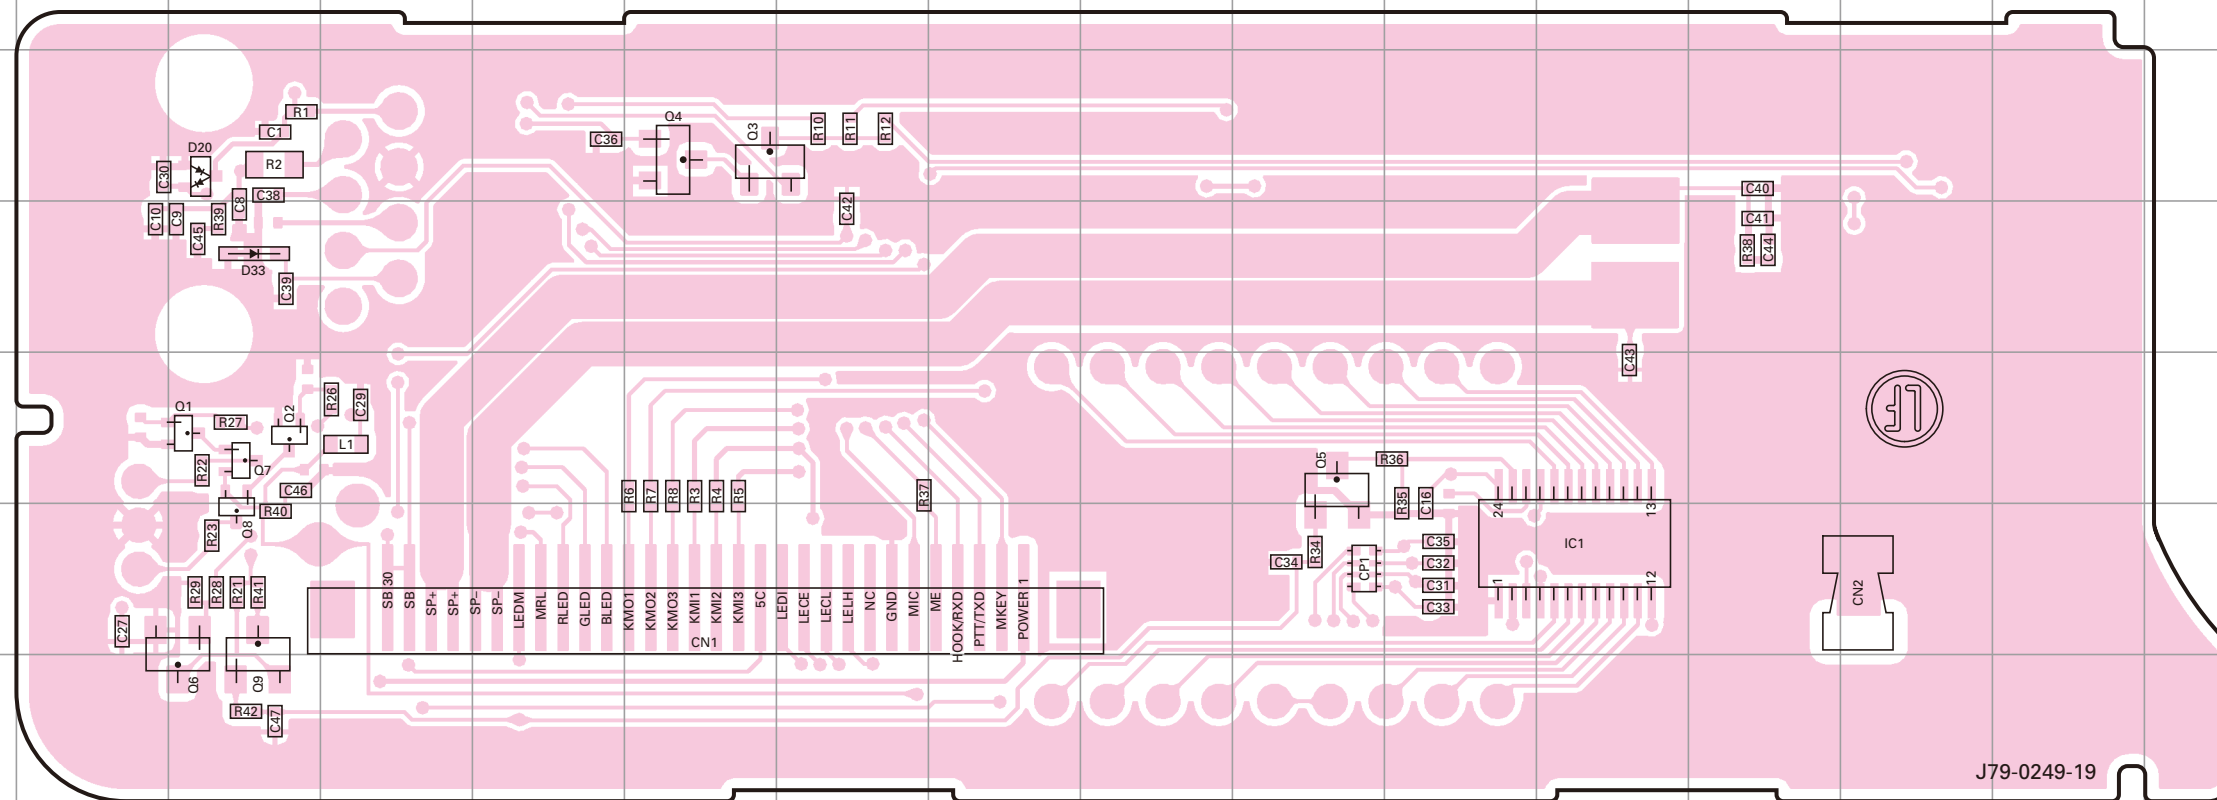 R1
C1
D20
R2
C30
C38
C8
C10
C9
R39
C45
D33
C39
Q4
C36
Q3
R10
R11
R12
C42
C40
C41
R38
C44
C43
Q1
R27
Q2
R26
C29
L1
R22
Q7
C46
R40
Q8
R23
R29
R28
R21
R41
C27
Q6
Q9
R42
C47
R6
R7
R8
R3
R4
R5
R37
SB 30
SB
SP+
SP+
SP-
SP-
LEDM
MRL
RLED
GLED
BLED
KMO1
KMO2
KMO3
KMI1
KMI2
KMI3
5C
LEDI
LECE
LECL
LELH
NC
GND
MIC
ME
HOOK/RXD
PTT/TXD
MKEY
POWER 1
CN1
Q5
R36
R35
C16
C35
C32
C31
C33
C34
R34
CP1
24
13
IC1
1
12
CN2
J79-0249-19